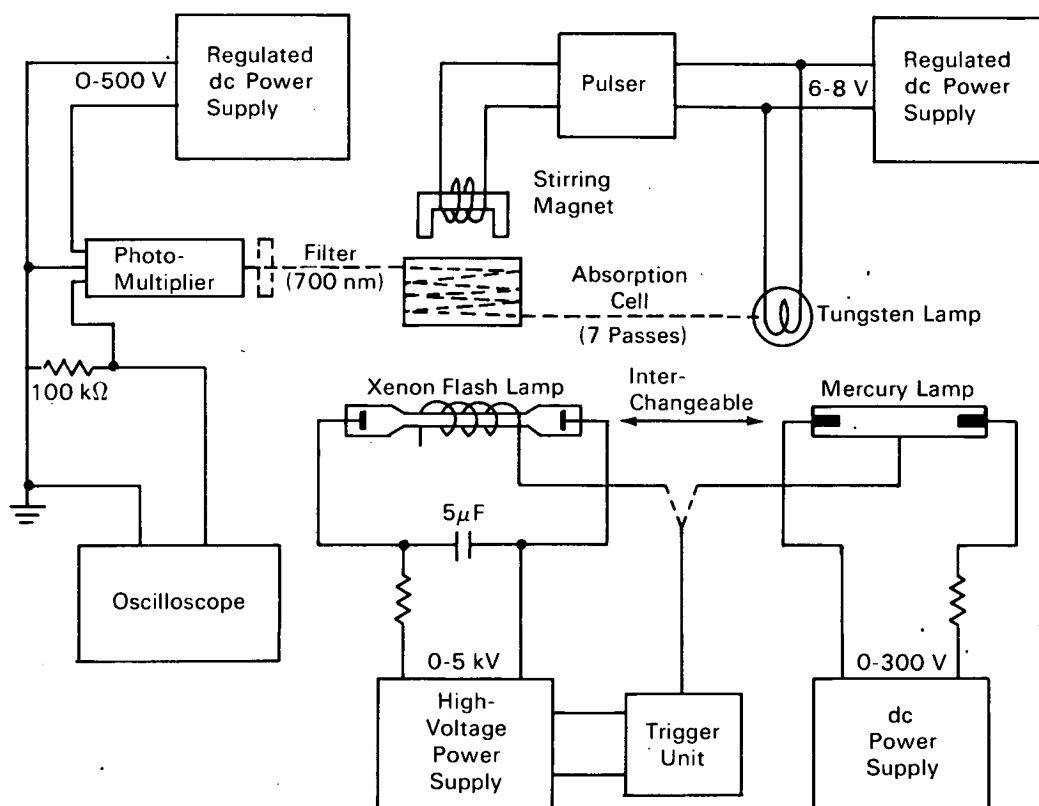 Regulated
dc Power
Supply
0-500 V
Pulser
6-8 V
Regulated
dc Power
Supply
Stirring
Magnet
Photo-
Multiplier
Filter
(700 nm)
Absorption
Cell
(7 Passes)
Tungsten Lamp
100 kΩ
Xenon Flash Lamp
Inter-
Changeable
Mercury Lamp
5μF
Oscilloscope
0-5 kV
0-300 V
High-
Voltage
Power
Supply
Trigger
Unit
dc
Power
Supply